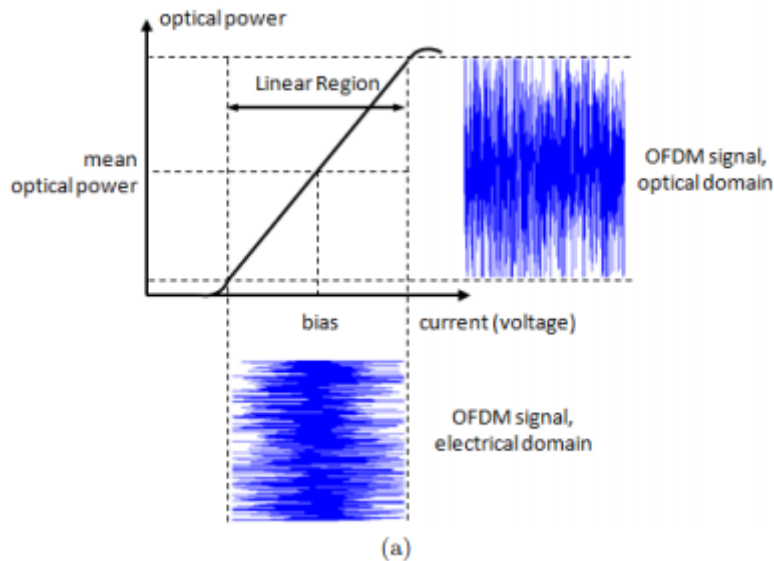 optical power
Linear Region
mean
optical power
OFDM signal,
optical domain
bias
current (voltage)
OFDM signal,
electrical domain
(a)